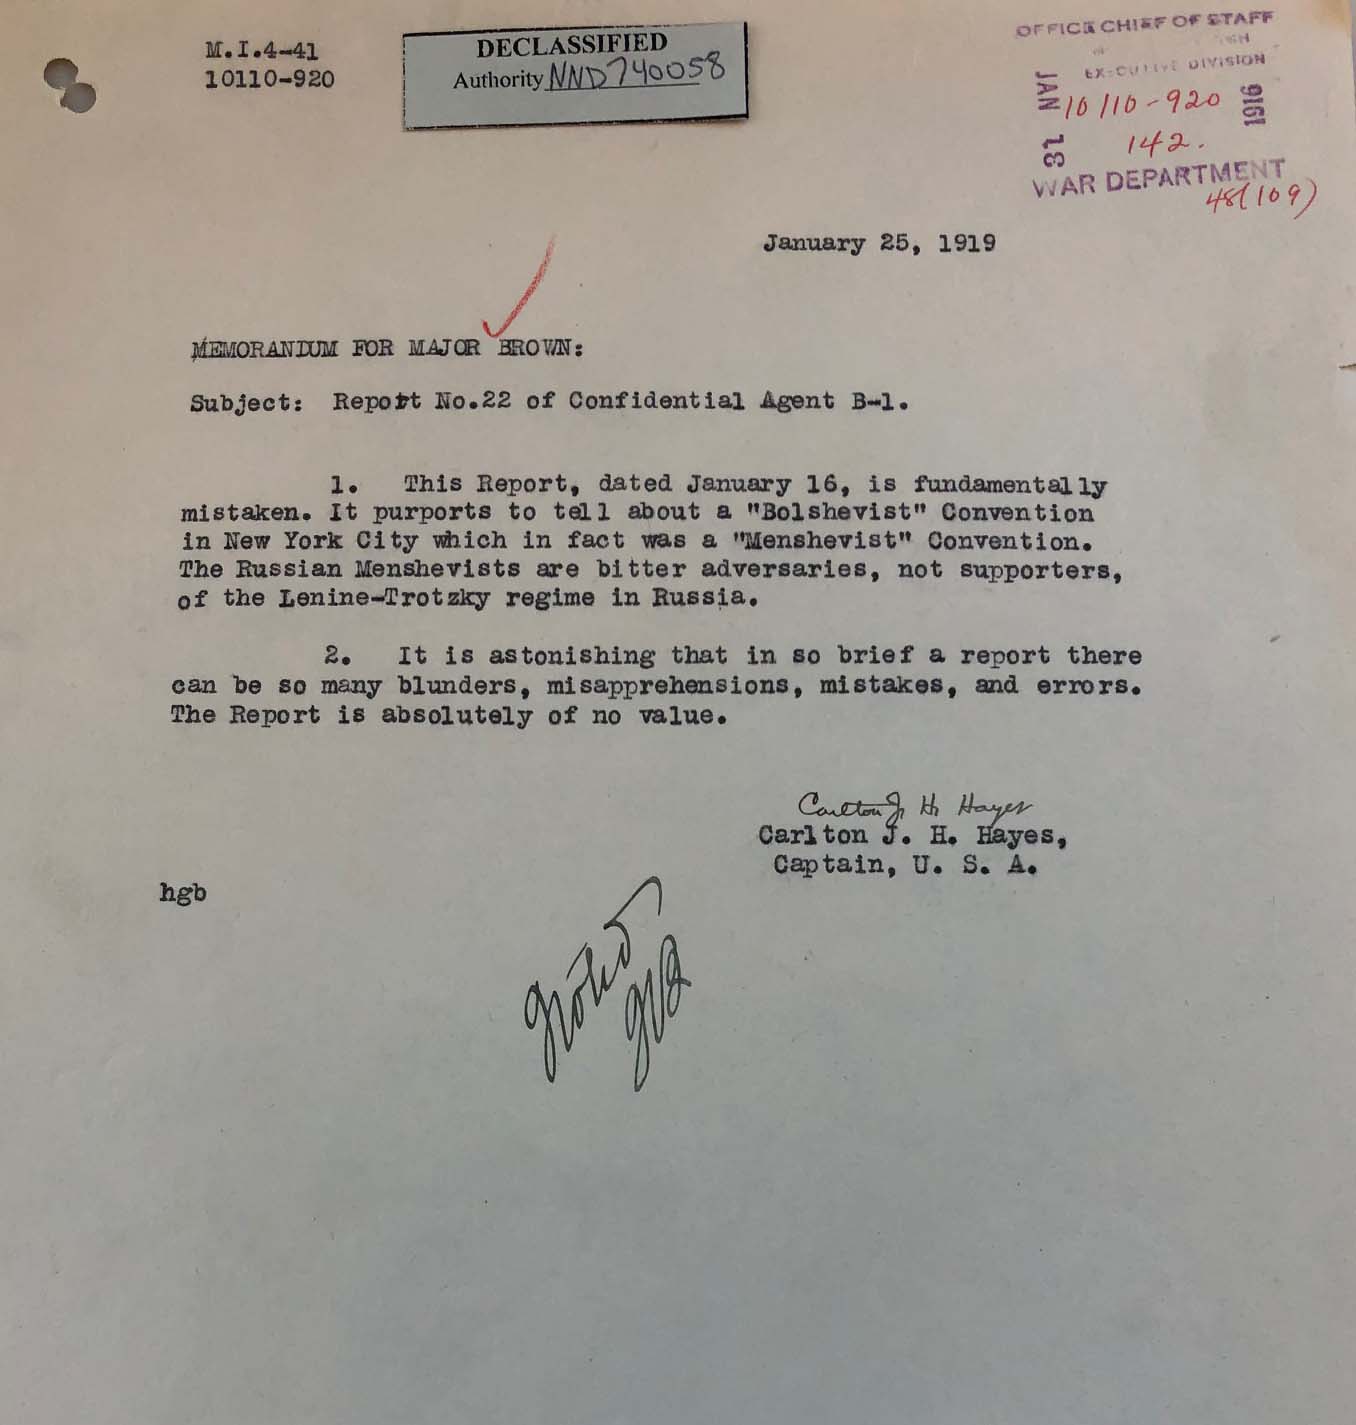 M.I.4-41
10110-920
DECLASSIFIED
Authority NND740058
OFFICE CHIEF OF STAFF
EXECUTIVE DIVISION
JAN 31 1919
10110-920
142.
WAR DEPARTMENT
48(109)
January 25, 1919
MEMORANDUM FOR MAJOR BROWN:
Subject: Report No.22 of Confidential Agent B-1.
1. This Report, dated January 16, is fundamentally
mistaken. It purports to tell about a "Bolshevist" Convention
in New York City which in fact was a "Menshevist" Convention.
The Russian Menshevists are bitter adversaries, not supporters,
of the Lenine-Trotzky regime in Russia.
2. It is astonishing that in so brief a report there
can be so many blunders, misapprehensions, mistakes, and errors.
The Report is absolutely of no value.
Carlton J. H. Hayes
Carlton J. H. Hayes,
Captain, U. S. A.
hgb
Noted